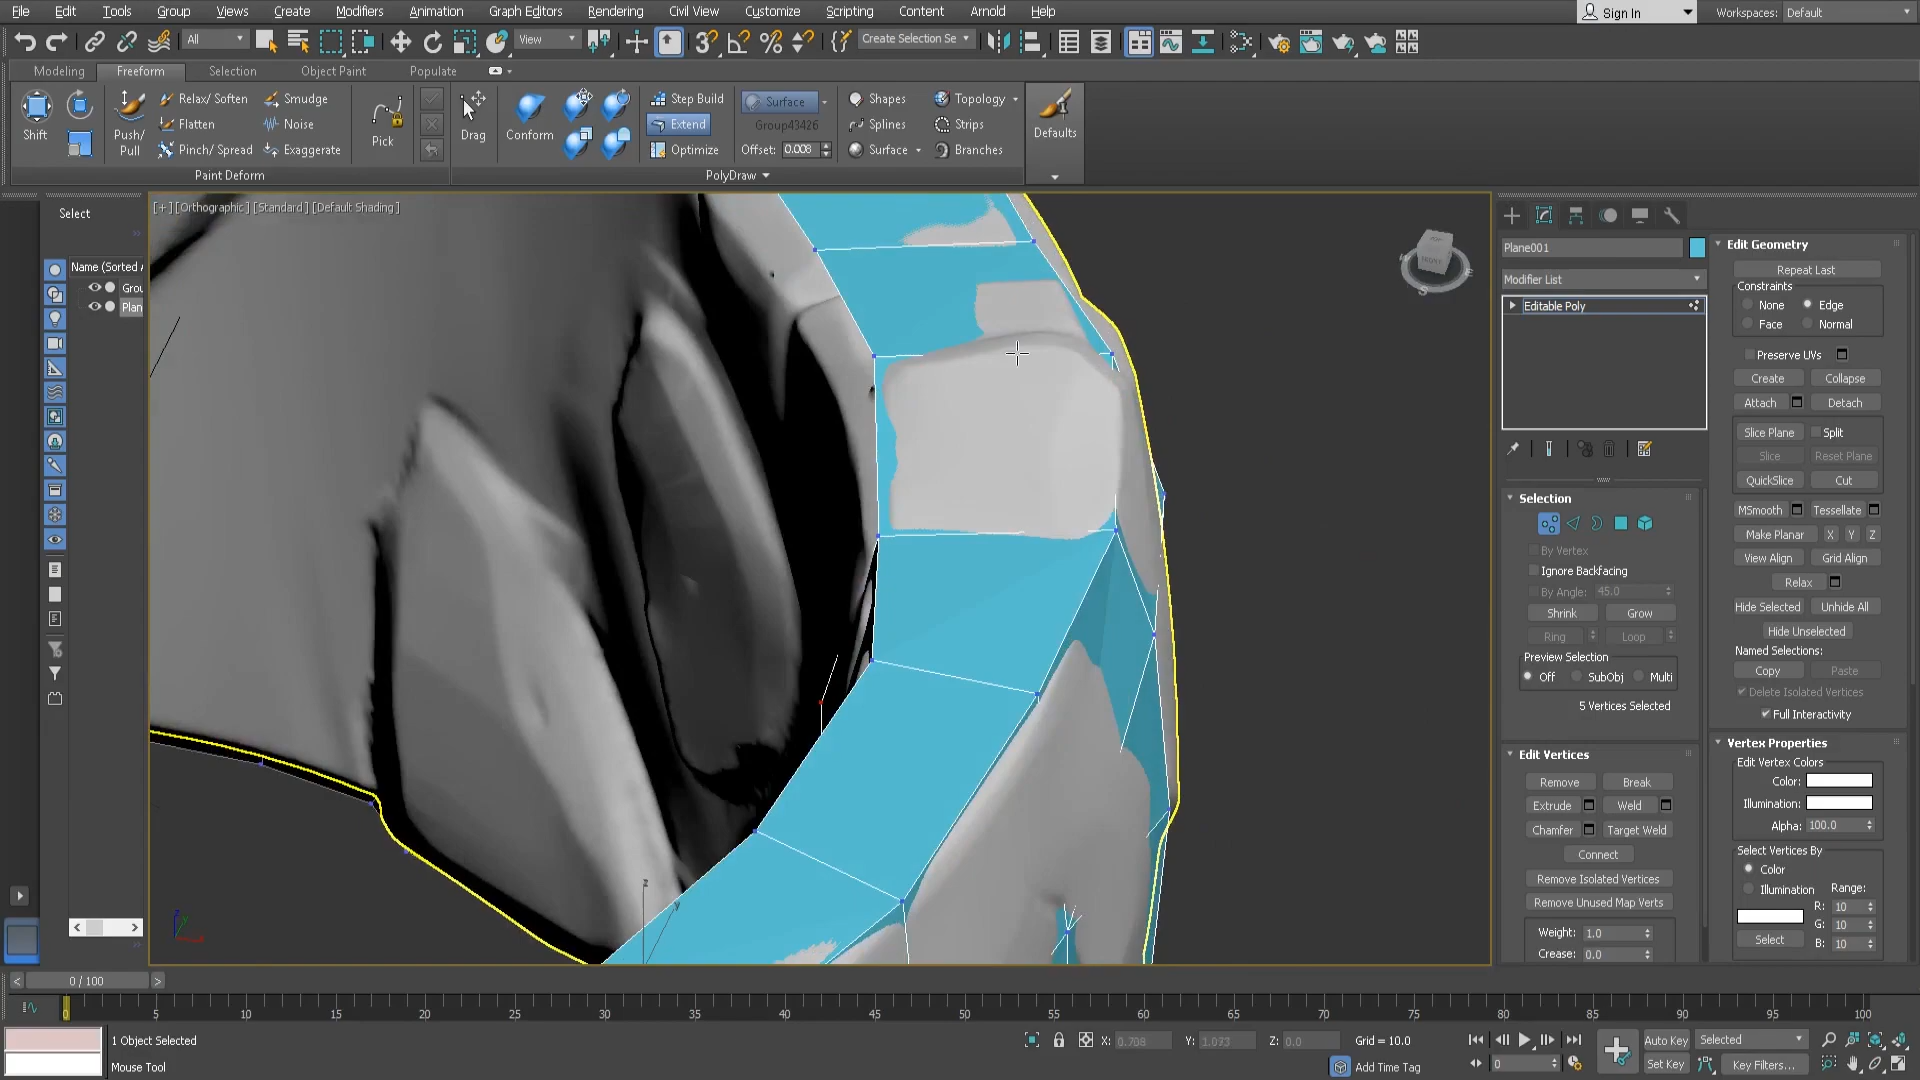 File Edit Tools Group Views Create Modifiers Animation Graph Editors Rendering Civil View Customize Scripting Content Arnold Help
Sign In Workspaces: Default
All View Create Selection Se
Modeling Freeform Selection Object Paint Populate
Shift
Push/ Pull
Relax/ Soften
Flatten
Pinch/ Spread
Smudge
Noise
Exaggerate
Pick
Drag
Conform
Step Build
Extend
Optimize
Surface
Group43426
Offset: 0.008
Shapes
Splines
Surface
Topology
Strips
Branches
Defaults
Paint Deform PolyDraw
Select
Name (Sorted A
Grou
Plan
[+] [Orthographic] [Standard] [Default Shading]
FRONT
S
z
y
Plane001
Modifier List
Editable Poly
Selection
By Vertex
Ignore Backfacing
By Angle: 45.0
Shrink Grow
Ring Loop
Preview Selection
Off SubObj Multi
5 Vertices Selected
Edit Vertices
Remove Break
Extrude Weld
Chamfer Target Weld
Connect
Remove Isolated Vertices
Remove Unused Map Verts
Weight: 1.0
Crease: 0.0
Edit Geometry
Repeat Last
Constraints
None Edge
Face Normal
Preserve UVs
Create Collapse
Attach Detach
Slice Plane Split
Slice Reset Plane
QuickSlice Cut
MSmooth Tessellate
Make Planar X Y Z
View Align Grid Align
Relax
Hide Selected Unhide All
Hide Unselected
Named Selections:
Copy Paste
Delete Isolated Vertices
Full Interactivity
Vertex Properties
Edit Vertex Colors
Color:
Illumination:
Alpha: 100.0
Select Vertices By
Color
Illumination Range:
R: 10
G: 10
B: 10
Select
< 0 / 100 >
0 5 10 15 20 25 30 35 40 45 50 55 60 65 70 75 80 85 90 95 100
1 Object Selected
Mouse Tool
X: 0.708 Y: 1.093 Z: 0.0 Grid = 10.0
Add Time Tag
0
Auto Key Selected
Set Key Key Filters...